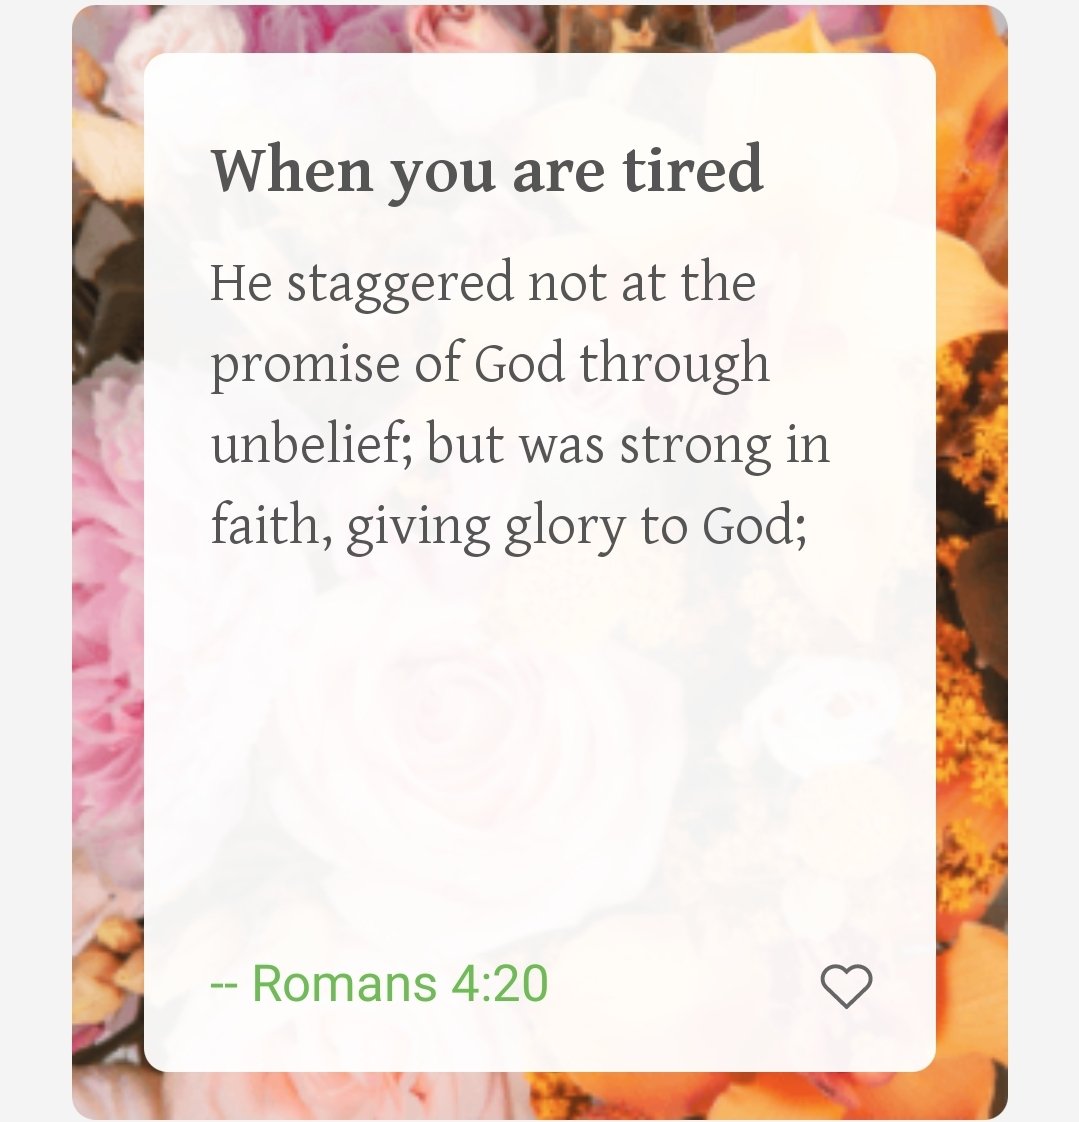 When you are tired
He staggered not at the
promise of God through
unbelief; but was strong in
faith, giving glory to God;
-- Romans 4:20